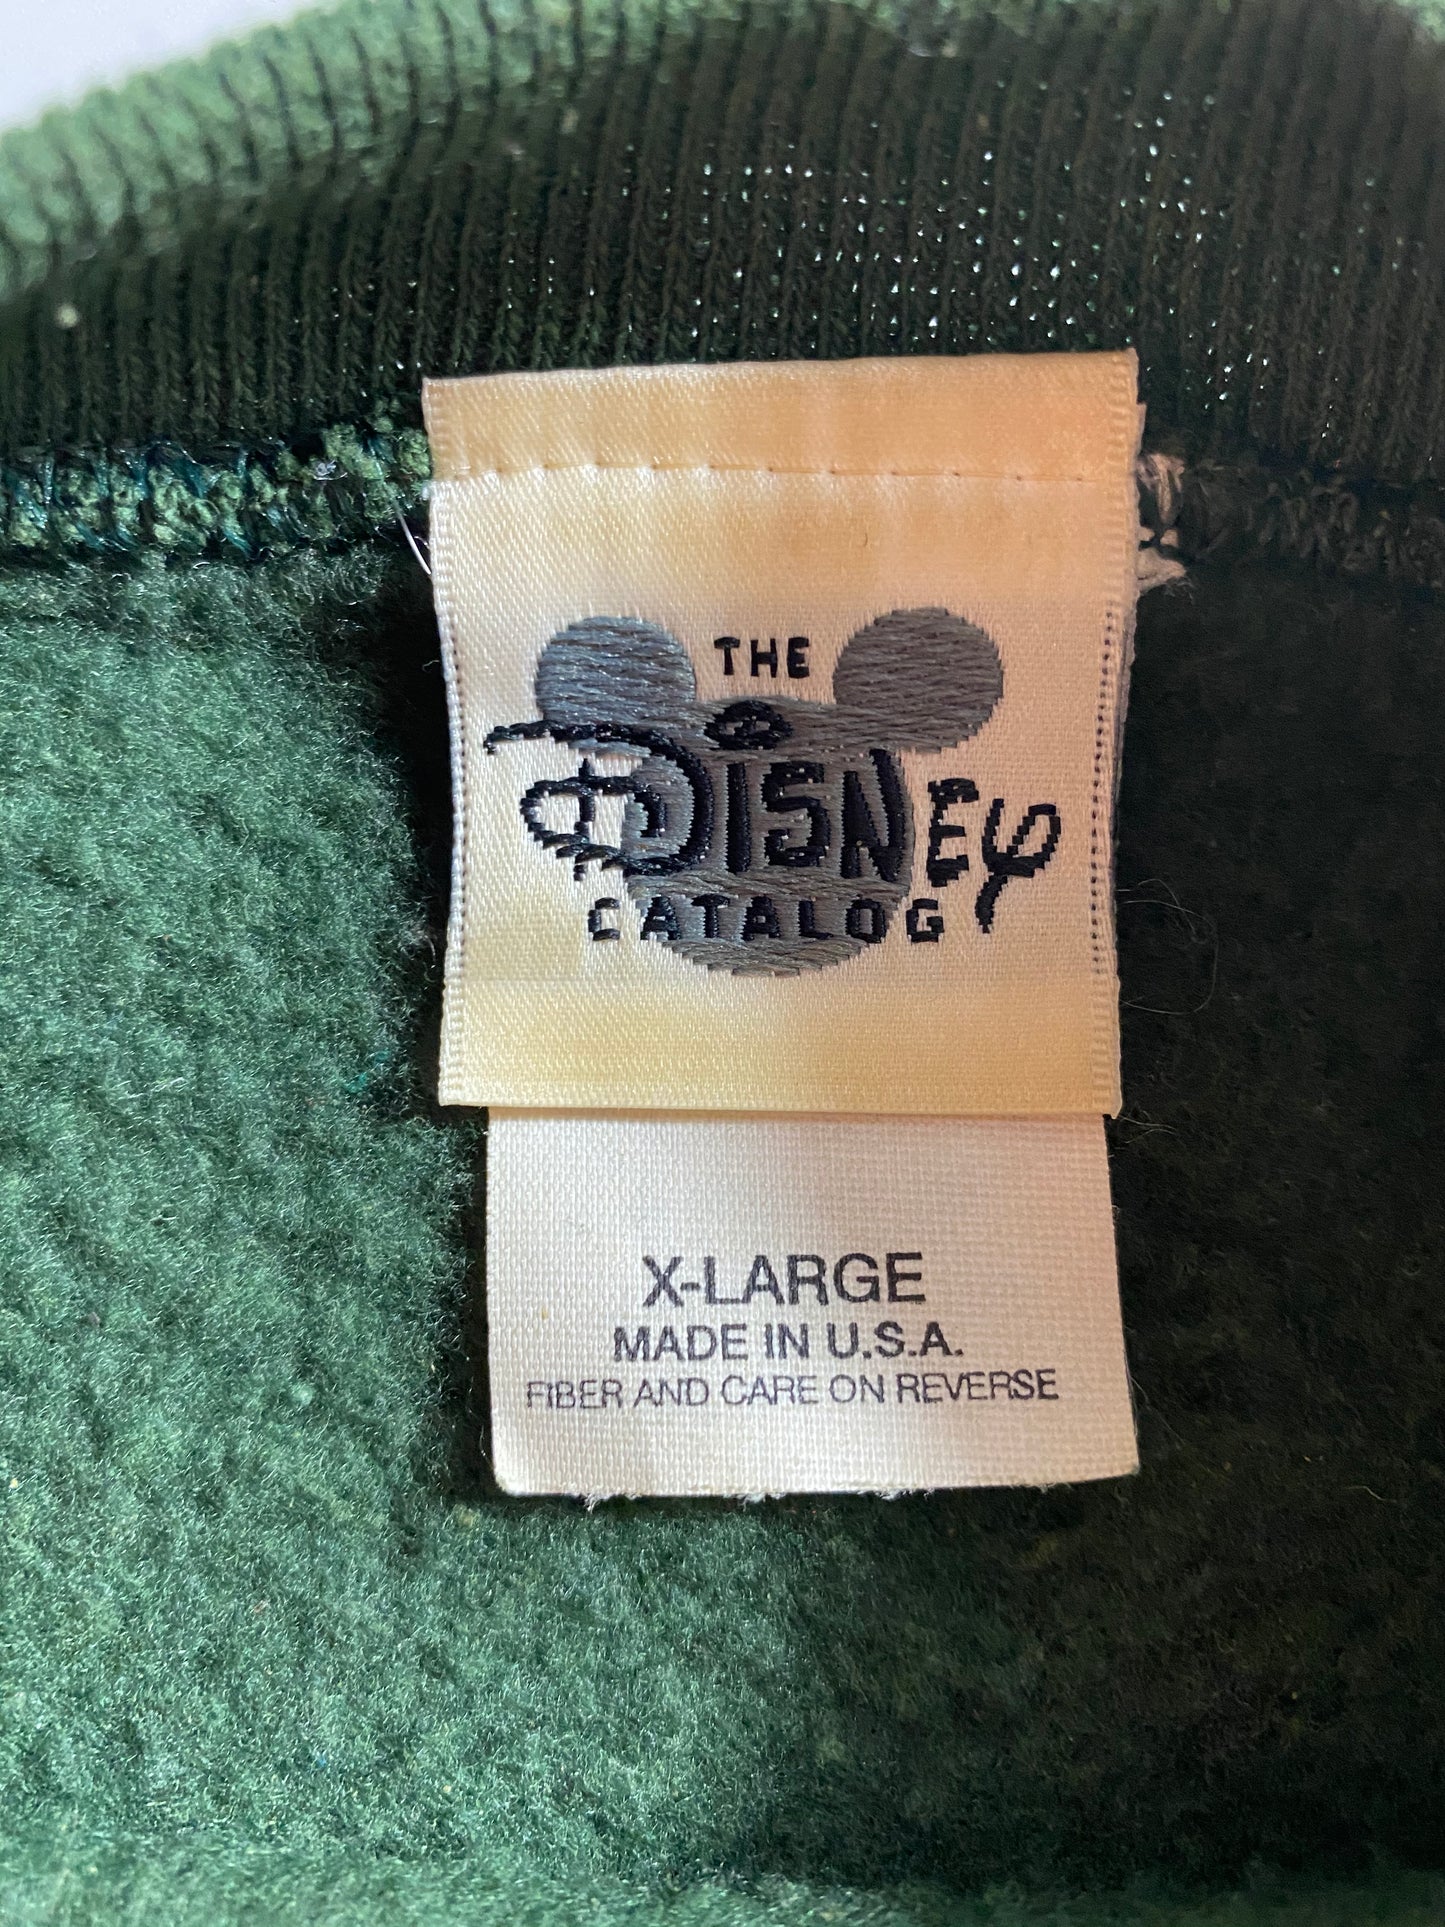 THE
DISNEY
CATALOG
X-LARGE
MADE IN U.S.A.
FIBER AND CARE ON REVERSE